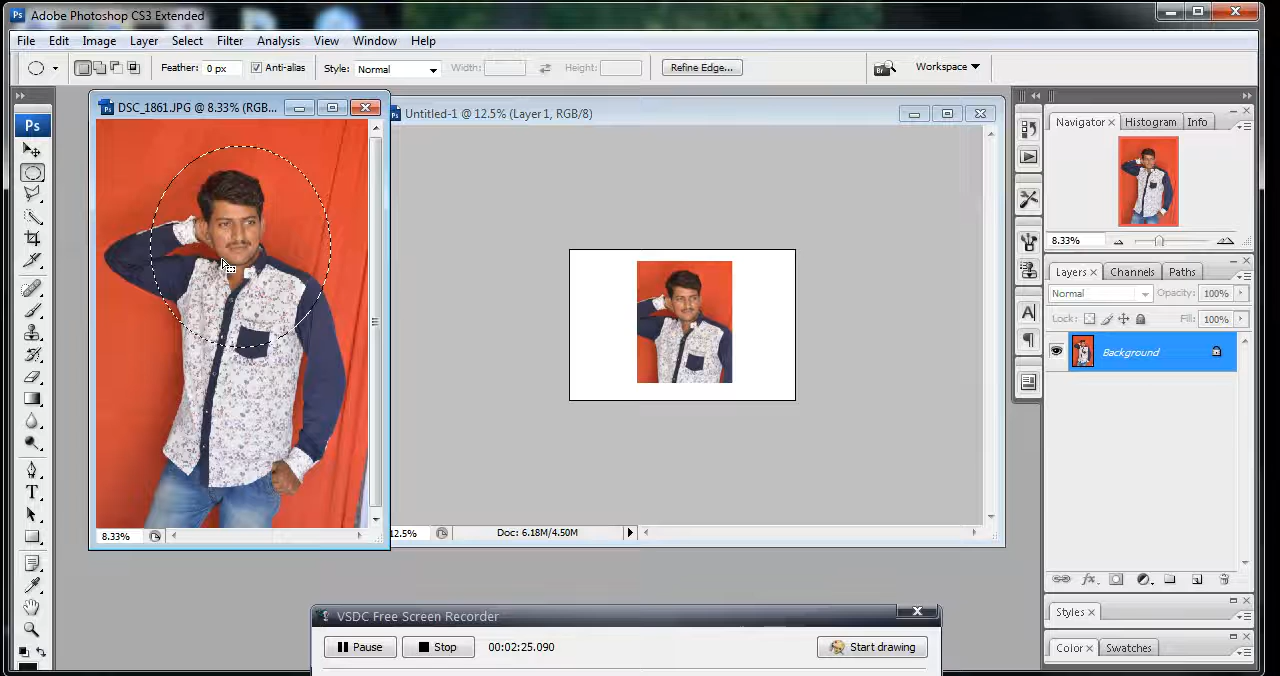 Ps Adobe Photoshop CS3 Extended
File Edit Image Layer Select Filter Analysis View Window Help
Feather: 0 px Anti-alias Style: Normal Width: Height: Refine Edge... Br Workspace
DSC_1861.JPG @ 8.33% (RGB...
Untitled-1 @ 12.5% (Layer 1, RGB/8)
Ps
T
8.33%
12.5% Doc: 6.18M/4.50M
A
Navigator Histogram Info
8.33%
Layers Channels Paths
Normal Opacity: 100%
Lock: Fill: 100%
Background
fx
Styles
Color Swatches
VSDC Free Screen Recorder
Pause Stop 00:02:25.090 Start drawing